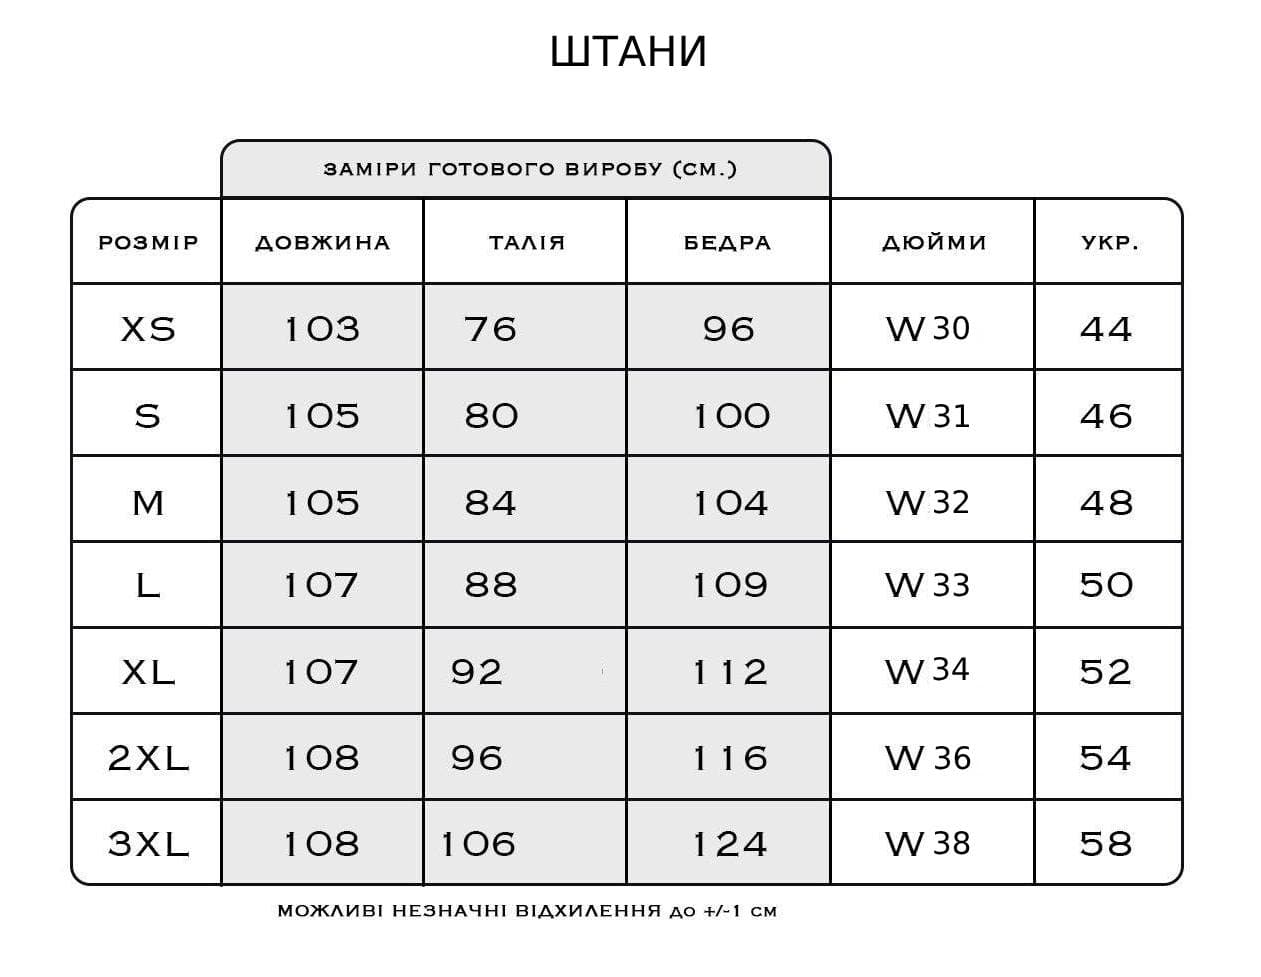 ШТАНИ
ЗАМІРИ ГОТОВОГО ВИРОБУ (СМ.)
РОЗМІР ДОВЖИНА ТАЛІЯ БЕДРА ДЮЙМИ УКР.
XS 103 76 96 W 30 44
S 105 80 100 W 31 46
M 105 84 104 W 32 48
L 107 88 109 W 33 50
XL 107 92 112 W 34 52
2XL 108 96 116 W 36 54
3XL 108 106 124 W 38 58
МОЖЛИВІ НЕЗНАЧНІ ВІДХИЛЕННЯ до +/-1 см